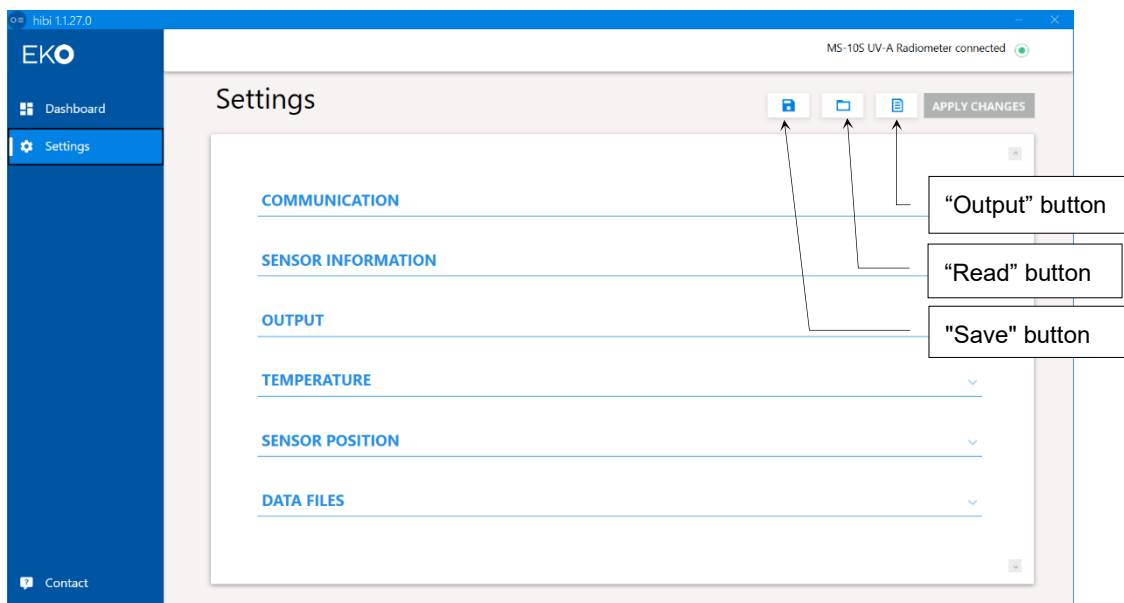 hibi 1.1.27.0
EKO
MS-10S UV-A Radiometer connected
Dashboard
Settings
Settings
APPLY CHANGES
COMMUNICATION
"Output" button
SENSOR INFORMATION
“Read” button
OUTPUT
"Save" button
TEMPERATURE
SENSOR POSITION
DATA FILES
Contact